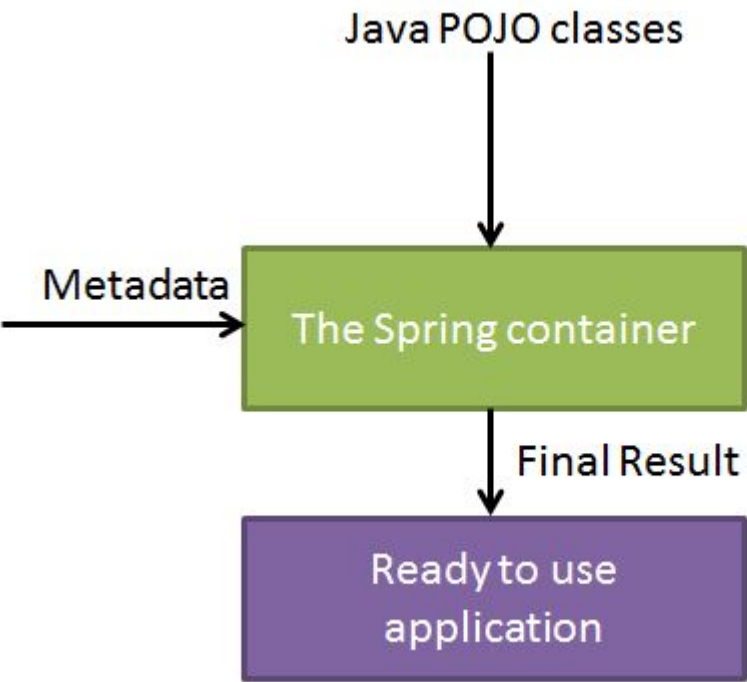 Java POJO classes
Metadata
The Spring container
Final Result
Ready to use
application